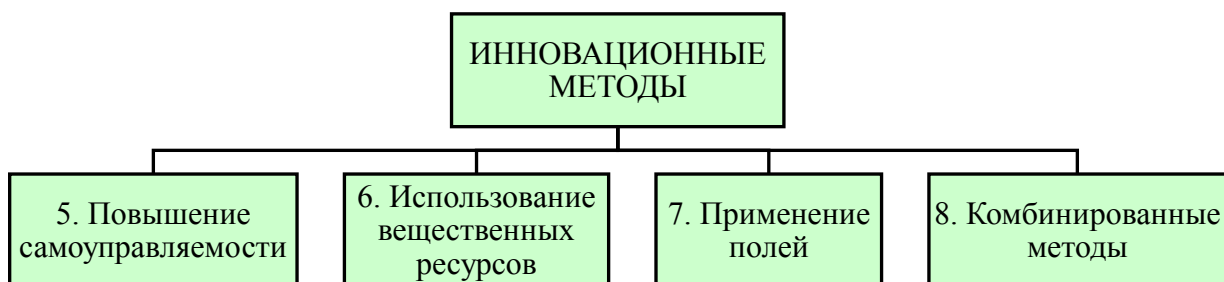 ИННОВАЦИОННЫЕ
МЕТОДЫ
5. Повышение
самоуправляемости
6. Использование
вещественных
ресурсов
7. Применение
полей
8. Комбинированные
методы